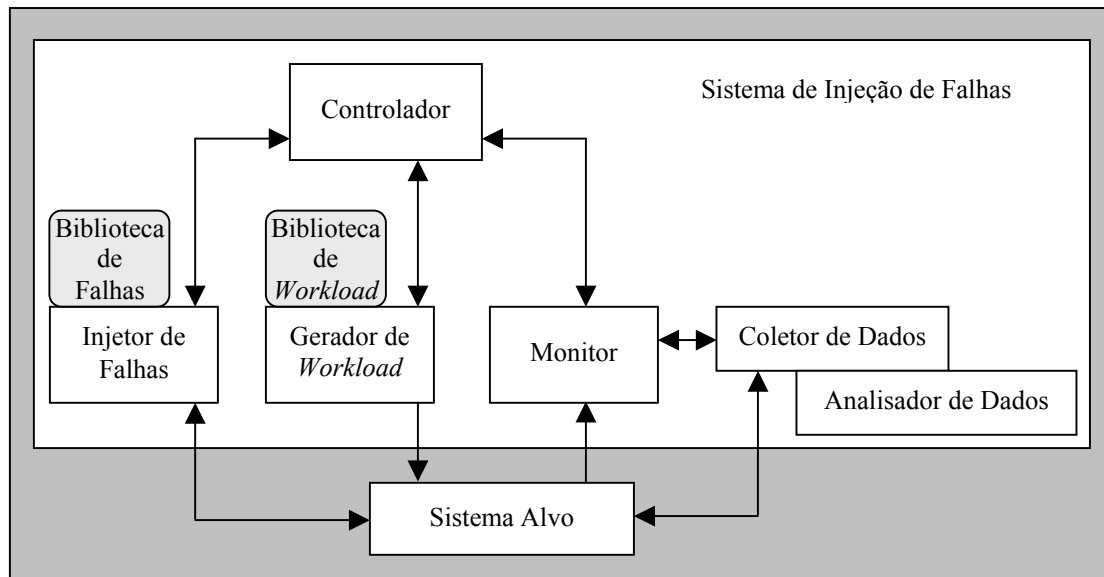 Sistema de Injeção de Falhas
Controlador
Biblioteca
de
Falhas
Biblioteca
de
Workload
Injetor de
Falhas
Gerador de
Workload
Monitor
Coletor de Dados
Analisador de Dados
Sistema Alvo